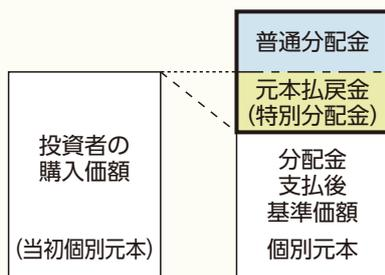 普通分配金
元本払戻金
(特別分配金)
投資者の
購入価額
(当初個別元本)
分配金
支払後
基準価額
個別元本